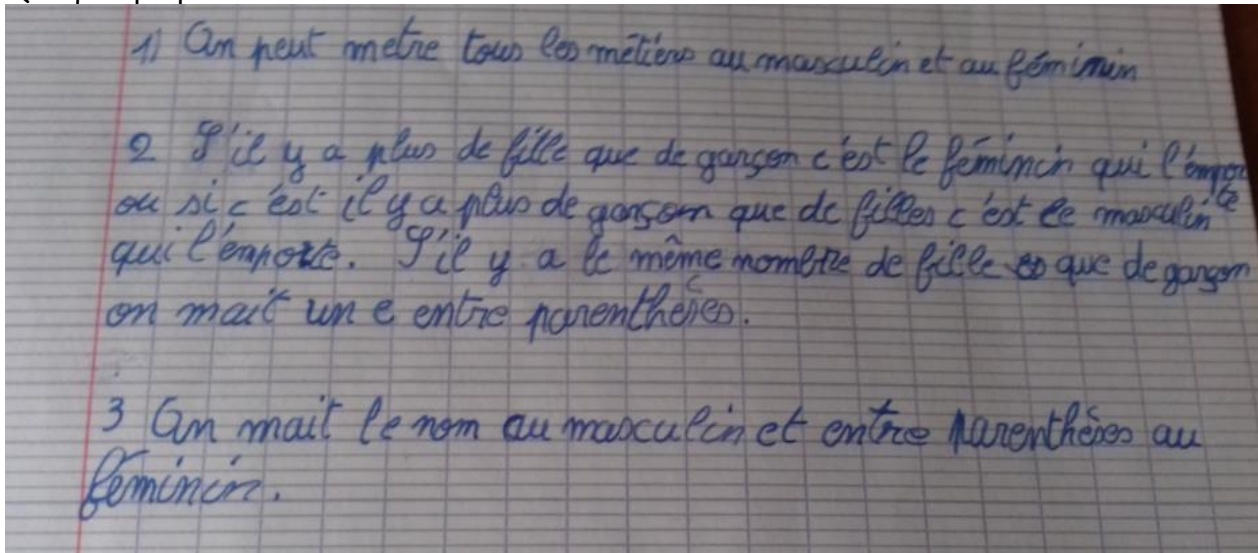 1) On peut metre tous les métiers au masculin et au féminin
2 S'il y a plus de fille que de garçon c'est le féminin qui l'emporte
ou si c'est il y a plus de garçom que de filles c'est le masculin
qui l'emporte. S'il y a le même nombre de fille que de garçon
on mait un e entre parenthèses.
3 On mait le nom au masculin et entre parenthèses au
féminin.